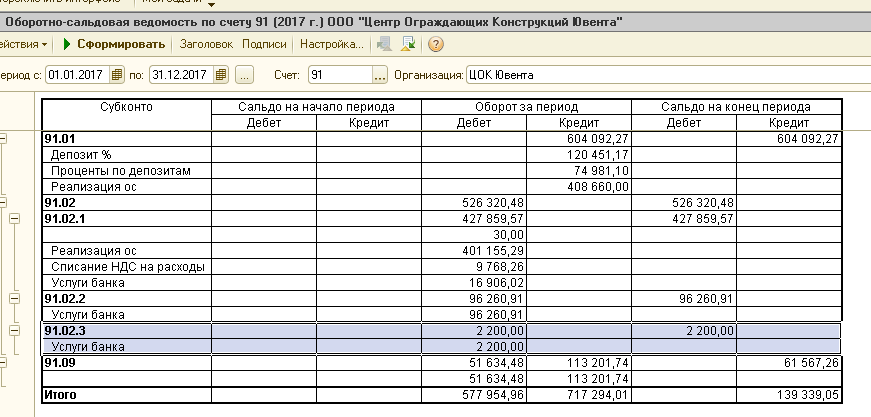 Оборотно-сальдовая ведомость по счету 91 (2017 г.) ООО "Центр Ограждающих Конструкций Ювента"
ействия Сформировать Заголовок Подписи Настройка... ?
ериод с: 01.01.2017 по: 31.12.2017 ... Счет: 91 ... Организация: ЦОК Ювента
Субконто Сальдо на начало периода Оборот за период Сальдо на конец периода
Дебет Кредит Дебет Кредит Дебет Кредит
91.01 604 092,27 604 092,27
Депозит % 120 451,17
Проценты по депозитам 74 981,10
Реализация ос 408 660,00
91.02 526 320,48 526 320,48
91.02.1 427 859,57 427 859,57
30,00
Реализация ос 401 155,29
Списание НДС на расходы 9 768,26
Услуги банка 16 906,02
91.02.2 96 260,91 96 260,91
Услуги банка 96 260,91
91.02.3 2 200,00 2 200,00
Услуги банка 2 200,00
91.09 51 634,48 113 201,74 61 567,26
51 634,48 113 201,74
Итого 577 954,96 717 294,01 139 339,05